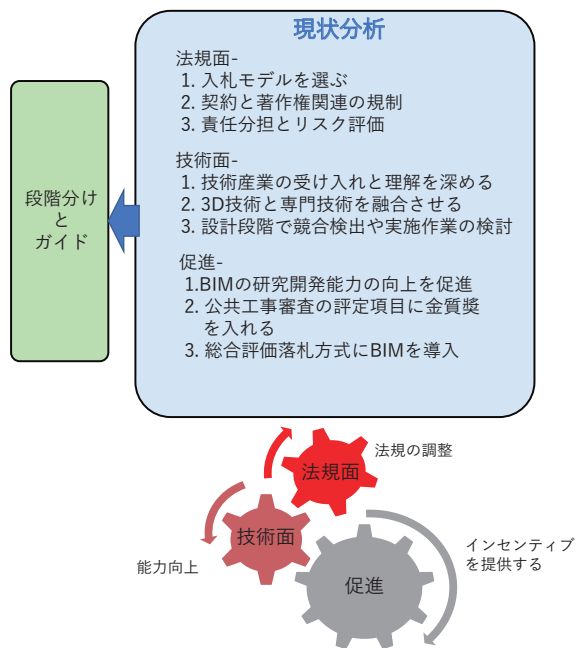 現状分析
法規面-
1. 入札モデルを選ぶ
2. 契約と著作権関連の規制
3. 責任分担とリスク評価
技術面-
1. 技術産業の受け入れと理解を深める
2. 3D技術と専門技術を融合させる
3. 設計段階で競合検出や実施作業の検討
促進-
1.BIMの研究開発能力の向上を促進
2. 公共工事審査の評定項目に金質奨
を入れる
3. 総合評価落札方式にBIMを導入
段階分け
と
ガイド
法規の調整
法規面
技術面
能力向上
インセンティブ
を提供する
促進